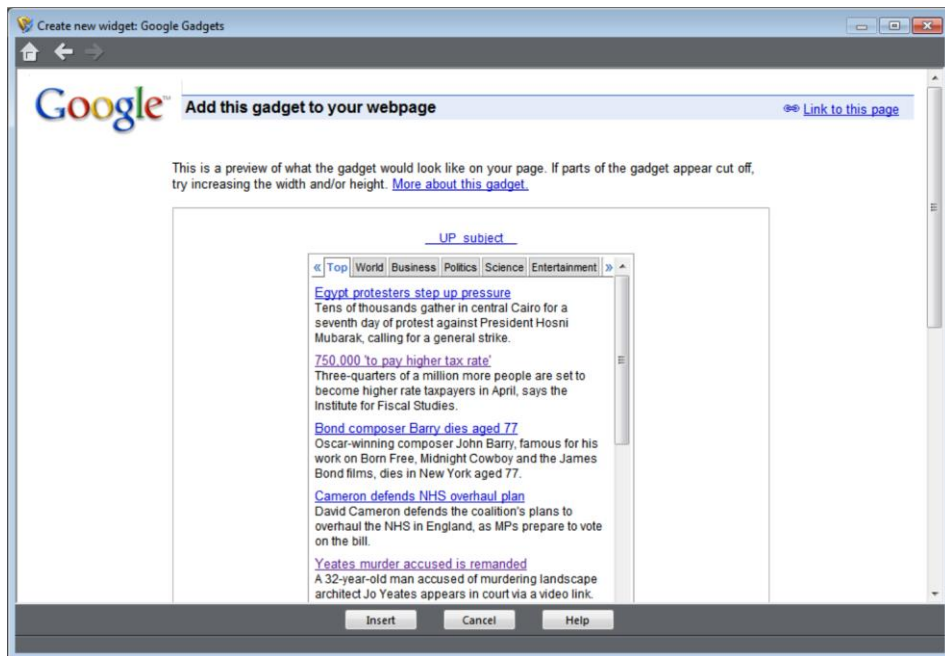 Create new widget: Google Gadgets
Google™
Add this gadget to your webpage
Link to this page
This is a preview of what the gadget would look like on your page. If parts of the gadget appear cut off,
try increasing the width and/or height. More about this gadget.
__UP_subject__
« Top World Business Politics Science Entertainment »
Egypt protesters step up pressure
Tens of thousands gather in central Cairo for a
seventh day of protest against President Hosni
Mubarak, calling for a general strike.
750,000 'to pay higher tax rate'
Three-quarters of a million more people are set to
become higher rate taxpayers in April, says the
Institute for Fiscal Studies.
Bond composer Barry dies aged 77
Oscar-winning composer John Barry, famous for his
work on Born Free, Midnight Cowboy and the James
Bond films, dies in New York aged 77.
Cameron defends NHS overhaul plan
David Cameron defends the coalition's plans to
overhaul the NHS in England, as MPs prepare to vote
on the bill.
Yeates murder accused is remanded
A 32-year-old man accused of murdering landscape
architect Jo Yeates appears in court via a video link.
Insert Cancel Help